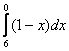 ∫₆⁰ (1 − x)dx